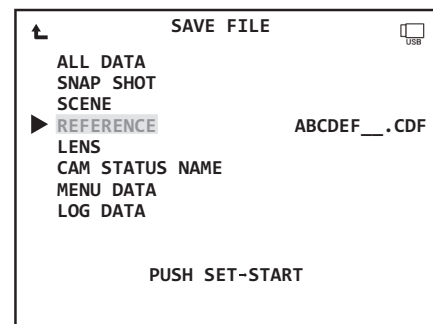 SAVE FILE
USB
ALL DATA
SNAP SHOT
SCENE
REFERENCE ABCDEF__.CDF
LENS
CAM STATUS NAME
MENU DATA
LOG DATA
PUSH SET-START